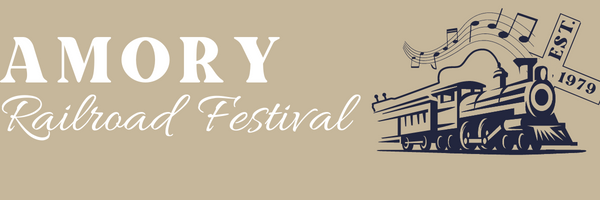 AMORY
Railroad Festival
EST.
1979